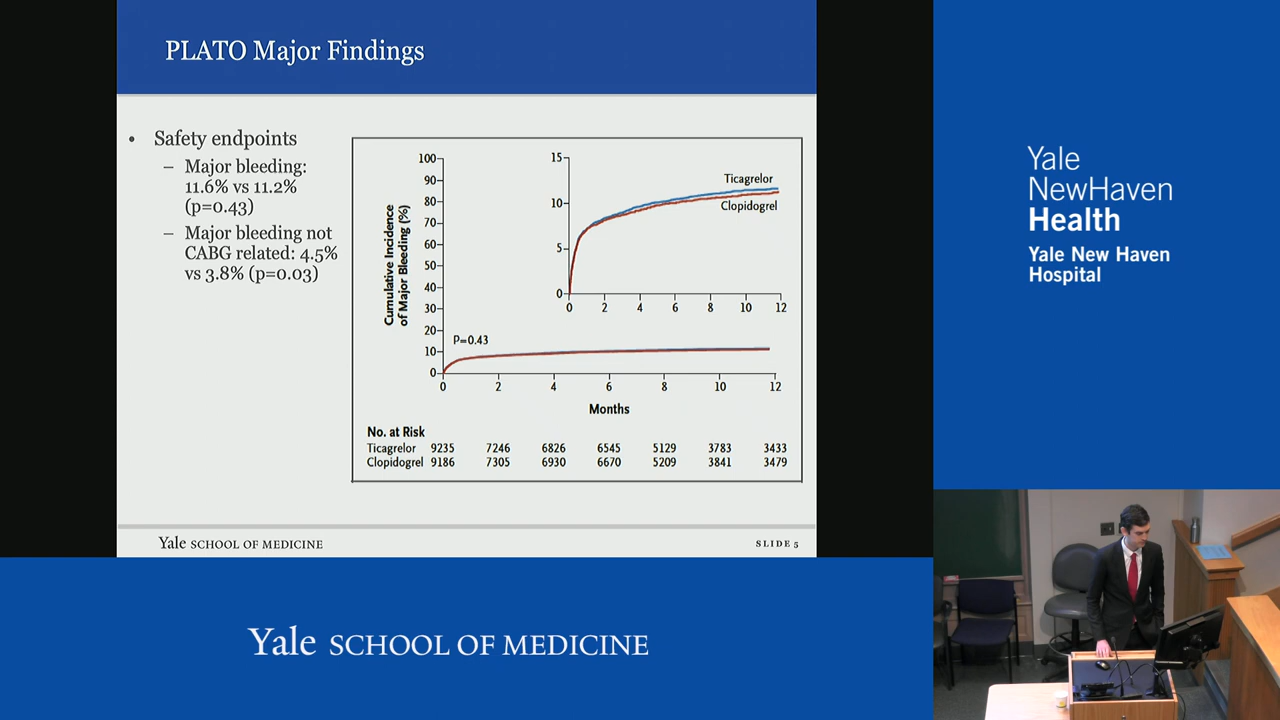 PLATO Major Findings
• Safety endpoints
– Major bleeding:
11.6% vs 11.2%
(p=0.43)
– Major bleeding not
CABG related: 4.5%
vs 3.8% (p=0.03)
Cumulative Incidence
of Major Bleeding (%)
100
90
80
70
60
50
40
30
20
10
0
P=0.43
0 2 4 6 8 10 12
Months
15
10
5
0
Ticagrelor
Clopidogrel
0 2 4 6 8 10 12
No. at Risk
Ticagrelor 9235 7246 6826 6545 5129 3783 3433
Clopidogrel 9186 7305 6930 6670 5209 3841 3479
Yale SCHOOL OF MEDICINE
SLIDE 5
Yale
NewHaven
Health
Yale New Haven
Hospital
Yale SCHOOL OF MEDICINE